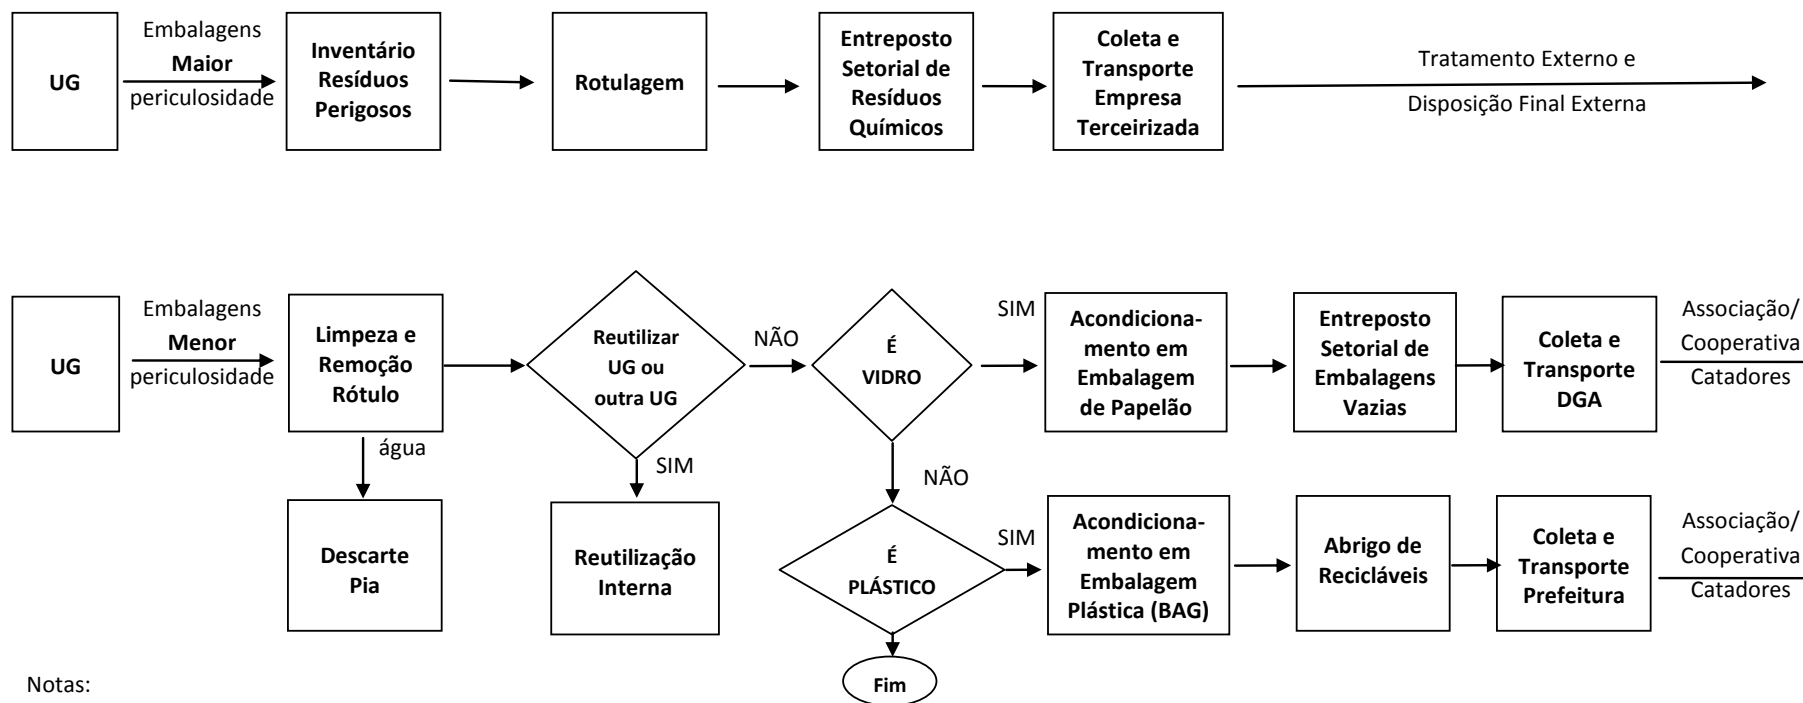 UG
Embalagens
Maior
periculosidade
Inventário
Resíduos
Perigosos
Rotulagem
Entreposto
Setorial de
Resíduos
Químicos
Coleta e
Transporte
Empresa
Terceirizada
Tratamento Externo e
Disposição Final Externa
UG
Embalagens
Menor
periculosidade
Limpeza e
Remoção
Rótulo
água
Descarte
Pia
Reutilizar
UG ou
outra UG
SIM
Reutilização
Interna
NÃO
É
VIDRO
SIM
Acondiciona-
mento em
Embalagem
de Papelão
Entreposto
Setorial de
Embalagens
Vazias
Coleta e
Transporte
DGA
Associação/
Cooperativa
Catadores
NÃO
É
PLÁSTICO
SIM
Acondiciona-
mento em
Embalagem
Plástica (BAG)
Abrigo de
Recicláveis
Coleta e
Transporte
Prefeitura
Associação/
Cooperativa
Catadores
Fim
Notas: